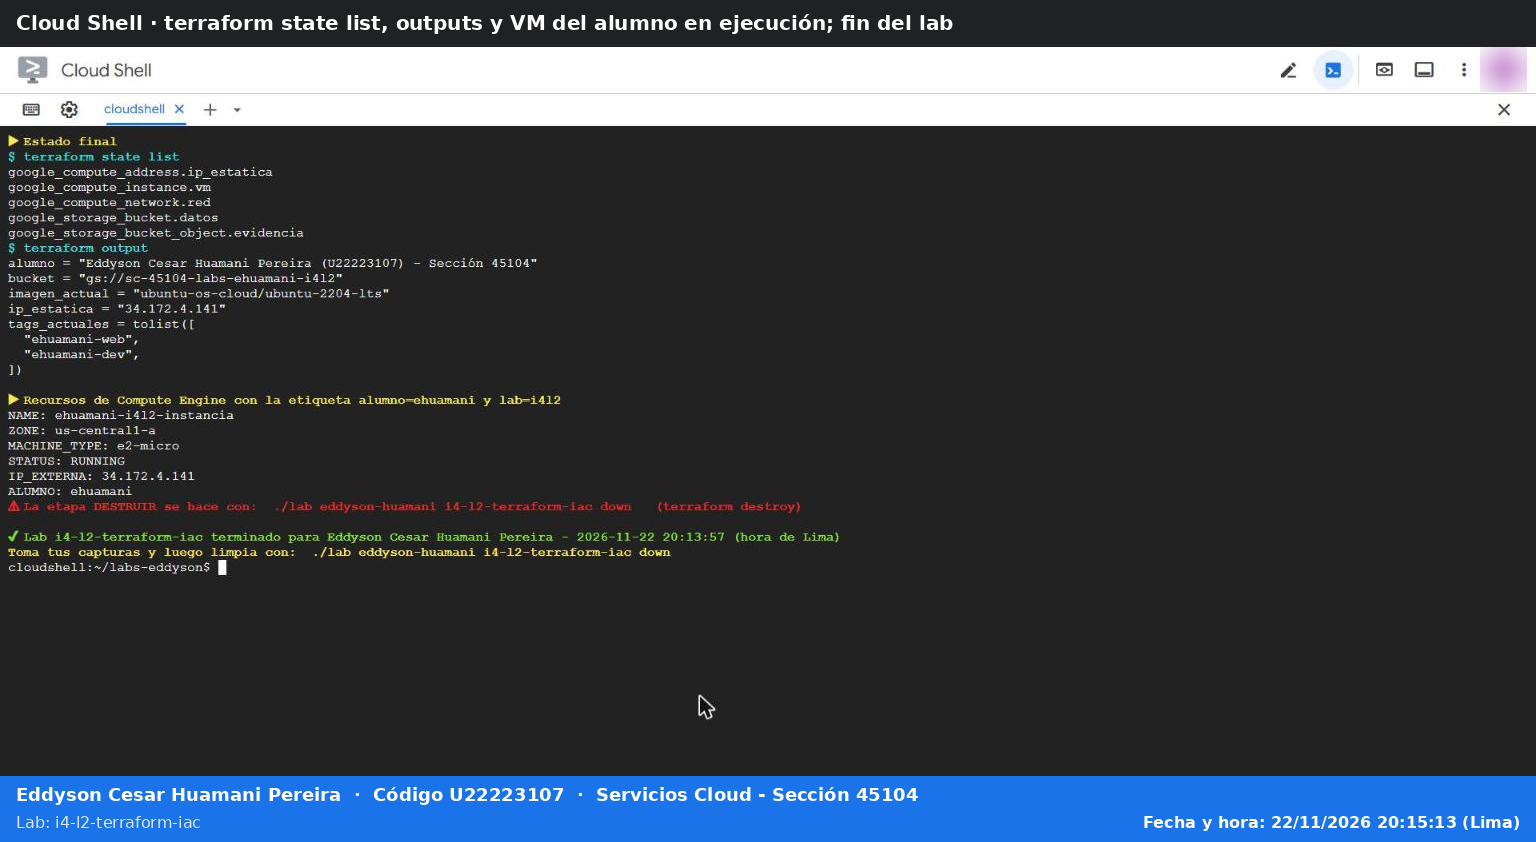 Cloud Shell · terraform state list, outputs y VM del alumno en ejecución; fin del lab
Cloud Shell
cloudshell
▶ Estado final
$ terraform state list
google_compute_address.ip_estatica
google_compute_instance.vm
google_compute_network.red
google_storage_bucket.datos
google_storage_bucket_object.evidencia
$ terraform output
alumno = "Eddyson Cesar Huamani Pereira (U22223107) - Sección 45104"
bucket = "gs://sc-45104-labs-ehuamani-i4l2"
imagen_actual = "ubuntu-os-cloud/ubuntu-2204-lts"
ip_estatica = "34.172.4.141"
tags_actuales = tolist([
  "ehuamani-web",
  "ehuamani-dev",
])
▶ Recursos de Compute Engine con la etiqueta alumno=ehuamani y lab=i4l2
NAME: ehuamani-i4l2-instancia
ZONE: us-central1-a
MACHINE_TYPE: e2-micro
STATUS: RUNNING
IP_EXTERNA: 34.172.4.141
ALUMNO: ehuamani
⚠ La etapa DESTRUIR se hace con:  ./lab eddyson-huamani i4-l2-terraform-iac down   (terraform destroy)
✔ Lab i4-l2-terraform-iac terminado para Eddyson Cesar Huamani Pereira - 2026-11-22 20:13:57 (hora de Lima)
Toma tus capturas y luego limpia con:  ./lab eddyson-huamani i4-l2-terraform-iac down
cloudshell:~/labs-eddyson$
Eddyson Cesar Huamani Pereira · Código U22223107 · Servicios Cloud - Sección 45104
Lab: i4-l2-terraform-iac
Fecha y hora: 22/11/2026 20:15:13 (Lima)